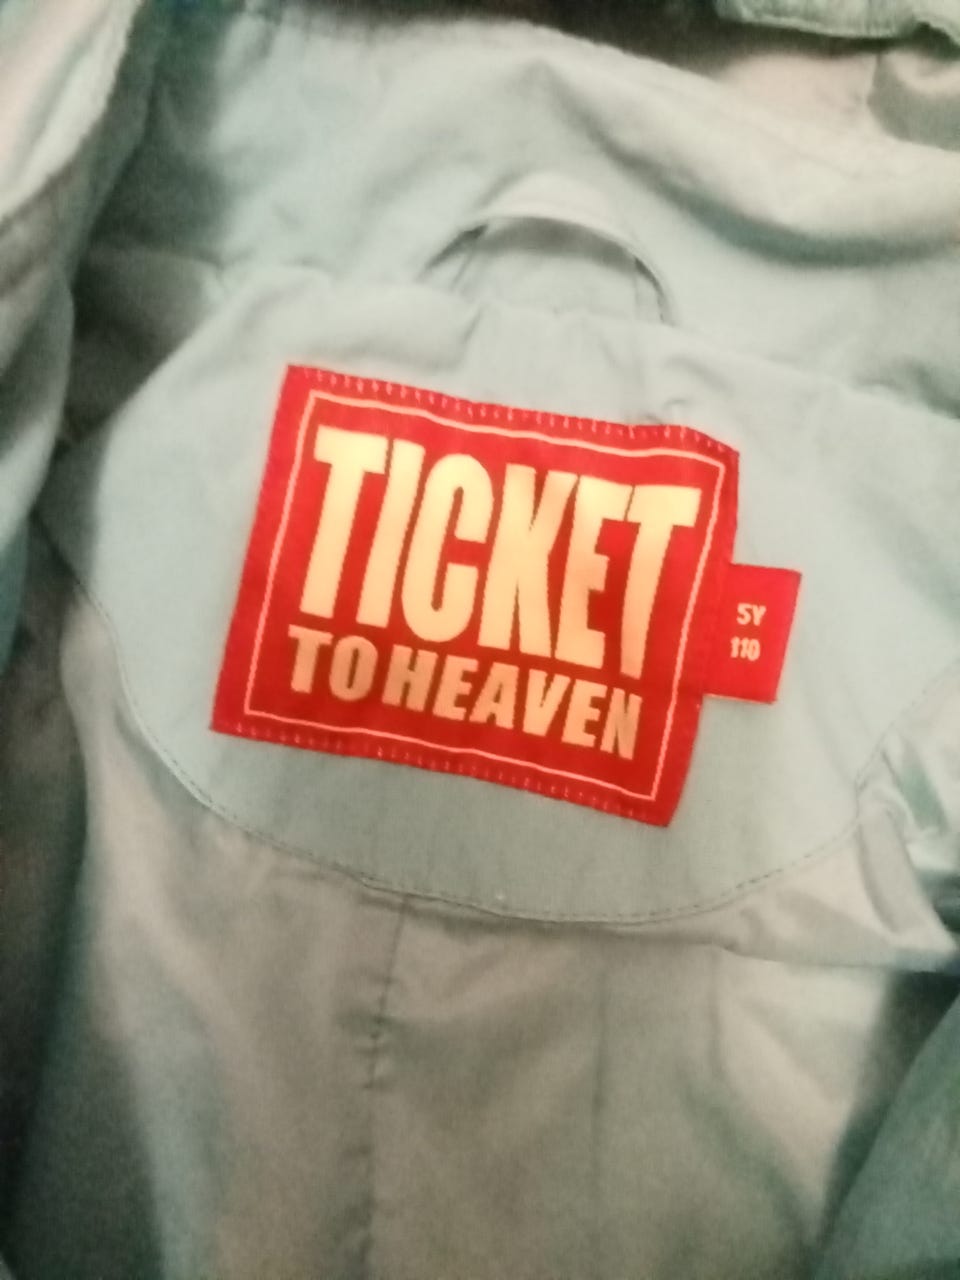 TICKET
TO HEAVEN
5Y
110